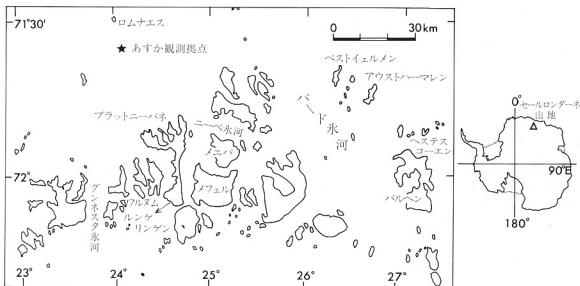 71°30'
ロムナエス
★ あすか観測拠点
0 30km
ベストイェルメン
アウストハーマレン
バード氷河
ブラットニーパネ
ニーペ氷河
メニパ
メフェル
ヘステスコーエン
バルヘン
72°
グンネスタ氷河
ワルヌム
ルンケリンゲン
23° 24° 25° 26° 27°
0°
セールロンダーネ
山地
90°E
180°